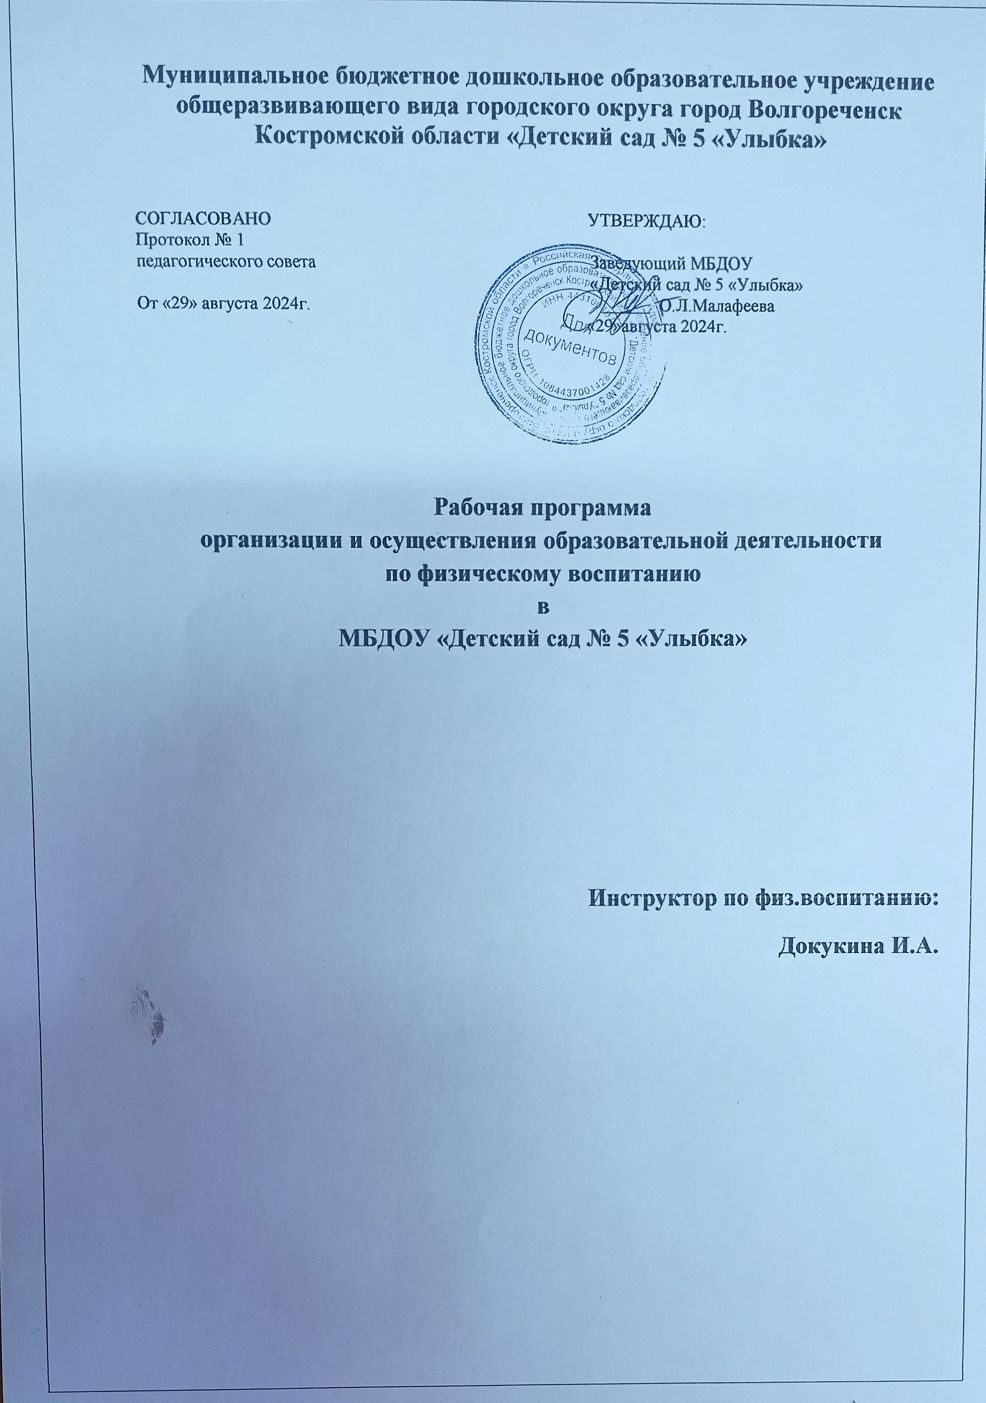 Муниципальное бюджетное дошкольное образовательное учреждение
общеразвивающего вида городского округа город Волгореченск
Костромской области «Детский сад № 5 «Улыбка»
СОГЛАСОВАНО
Протокол № 1
педагогического совета
От «29» августа 2024г.
УТВЕРЖДАЮ:
Заведующий МБДОУ
«Детский сад № 5 «Улыбка»
О.Л.Малафеева
«29»августа 2024г.
Для
документов
ОГРН 1084437001428
Рабочая программа
организации и осуществления образовательной деятельности
по физическому воспитанию
в
МБДОУ «Детский сад № 5 «Улыбка»
Инструктор по физ.воспитанию:
Докукина И.А.